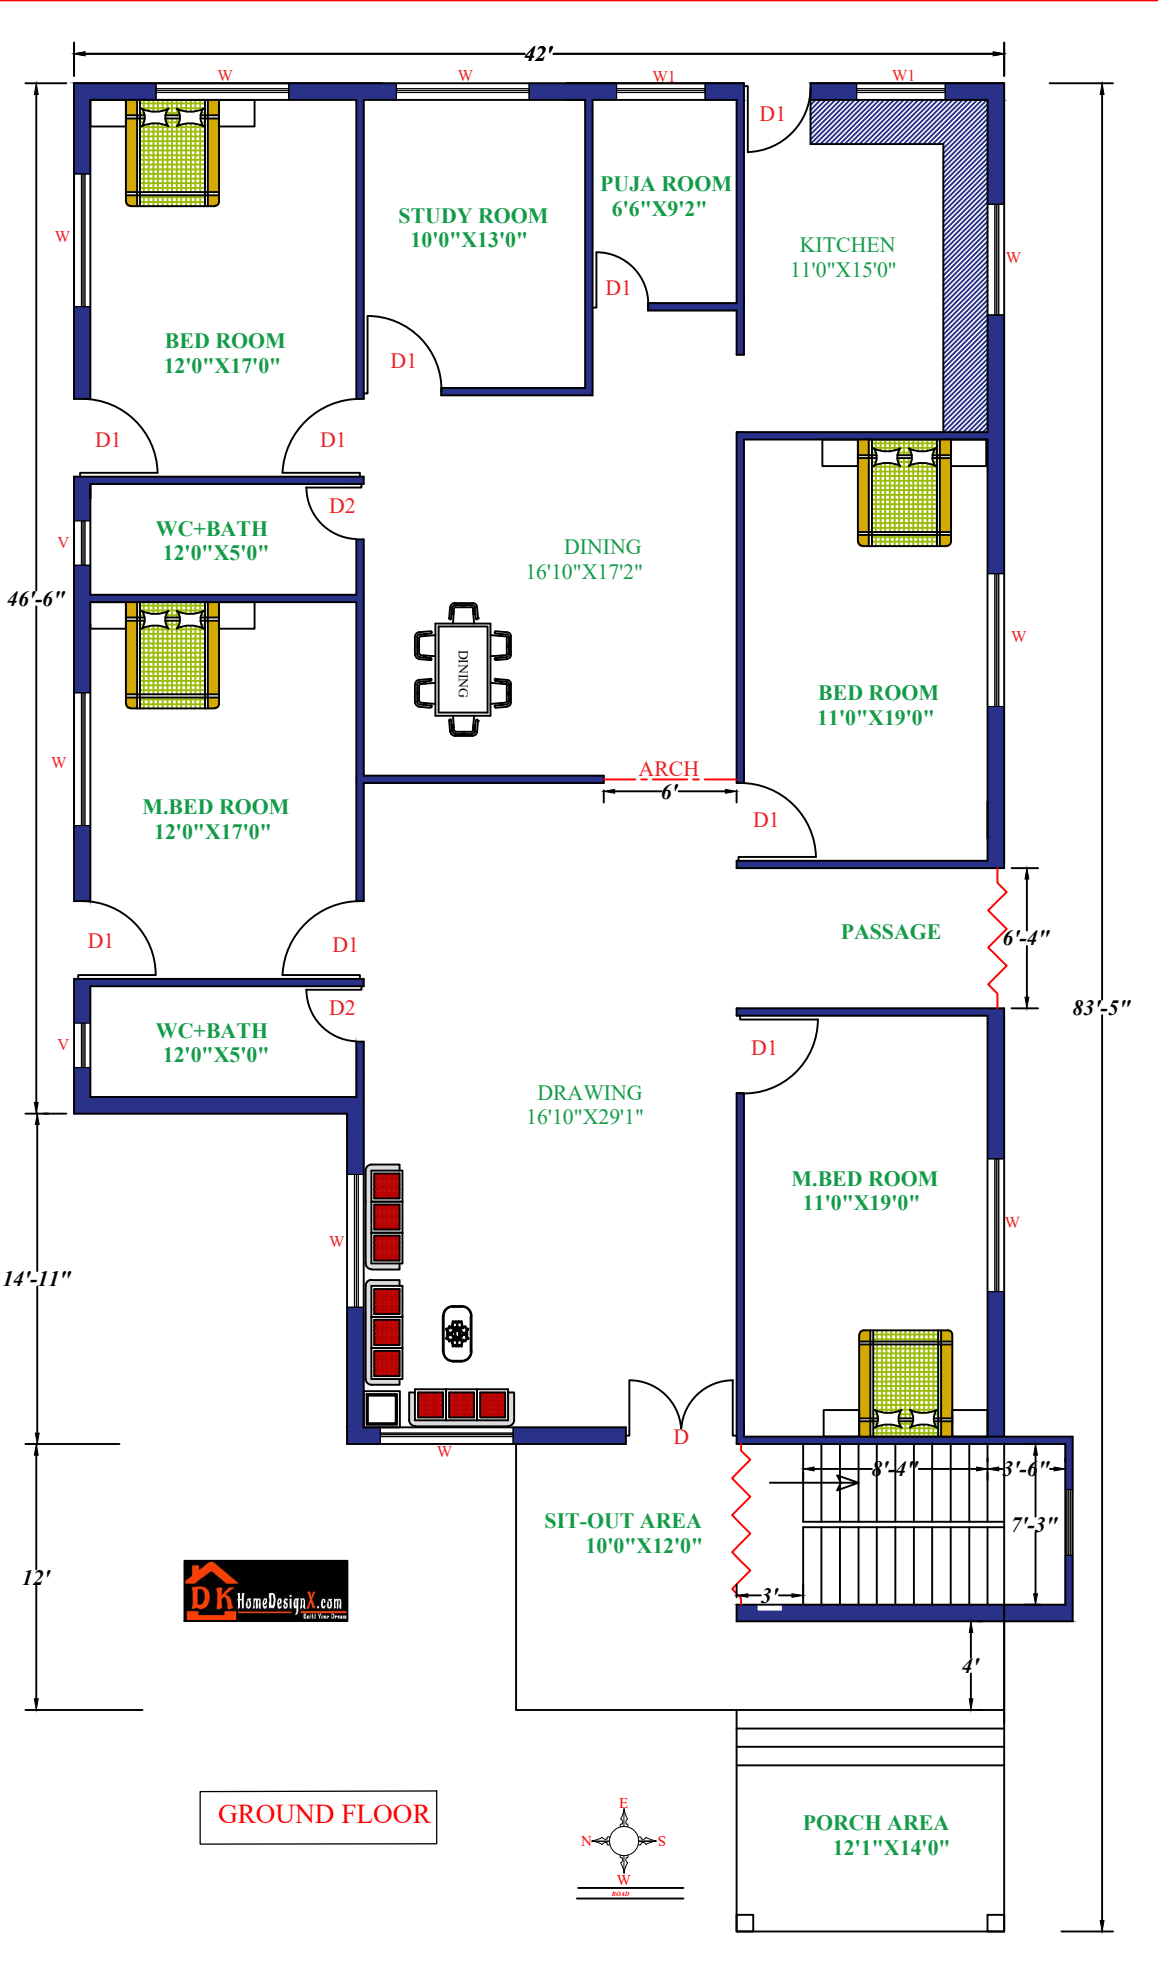 42'
W
W
W1
W1
D1
PUJA ROOM
6'6"X9'2"
STUDY ROOM
10'0"X13'0"
W
KITCHEN
11'0"X15'0"
W
D1
BED ROOM
12'0"X17'0"
D1
D1
D1
D2
WC+BATH
12'0"X5'0"
V
DINING
16'10"X17'2"
46'-6"
W
DINING
BED ROOM
11'0"X19'0"
W
ARCH
6'
M.BED ROOM
12'0"X17'0"
D1
D1
D1
PASSAGE
6'-4"
D2
WC+BATH
12'0"X5'0"
V
83'-5"
D1
DRAWING
16'10"X29'1"
M.BED ROOM
11'0"X19'0"
W
W
14'-11"
D
W
8'-4"
3'-6"
SIT-OUT AREA
10'0"X12'0"
7'-3"
12'
3'
DK HomeDesignX.com
Build Your Dream
4'
GROUND FLOOR
E
N
S
W
ROAD
PORCH AREA
12'1"X14'0"